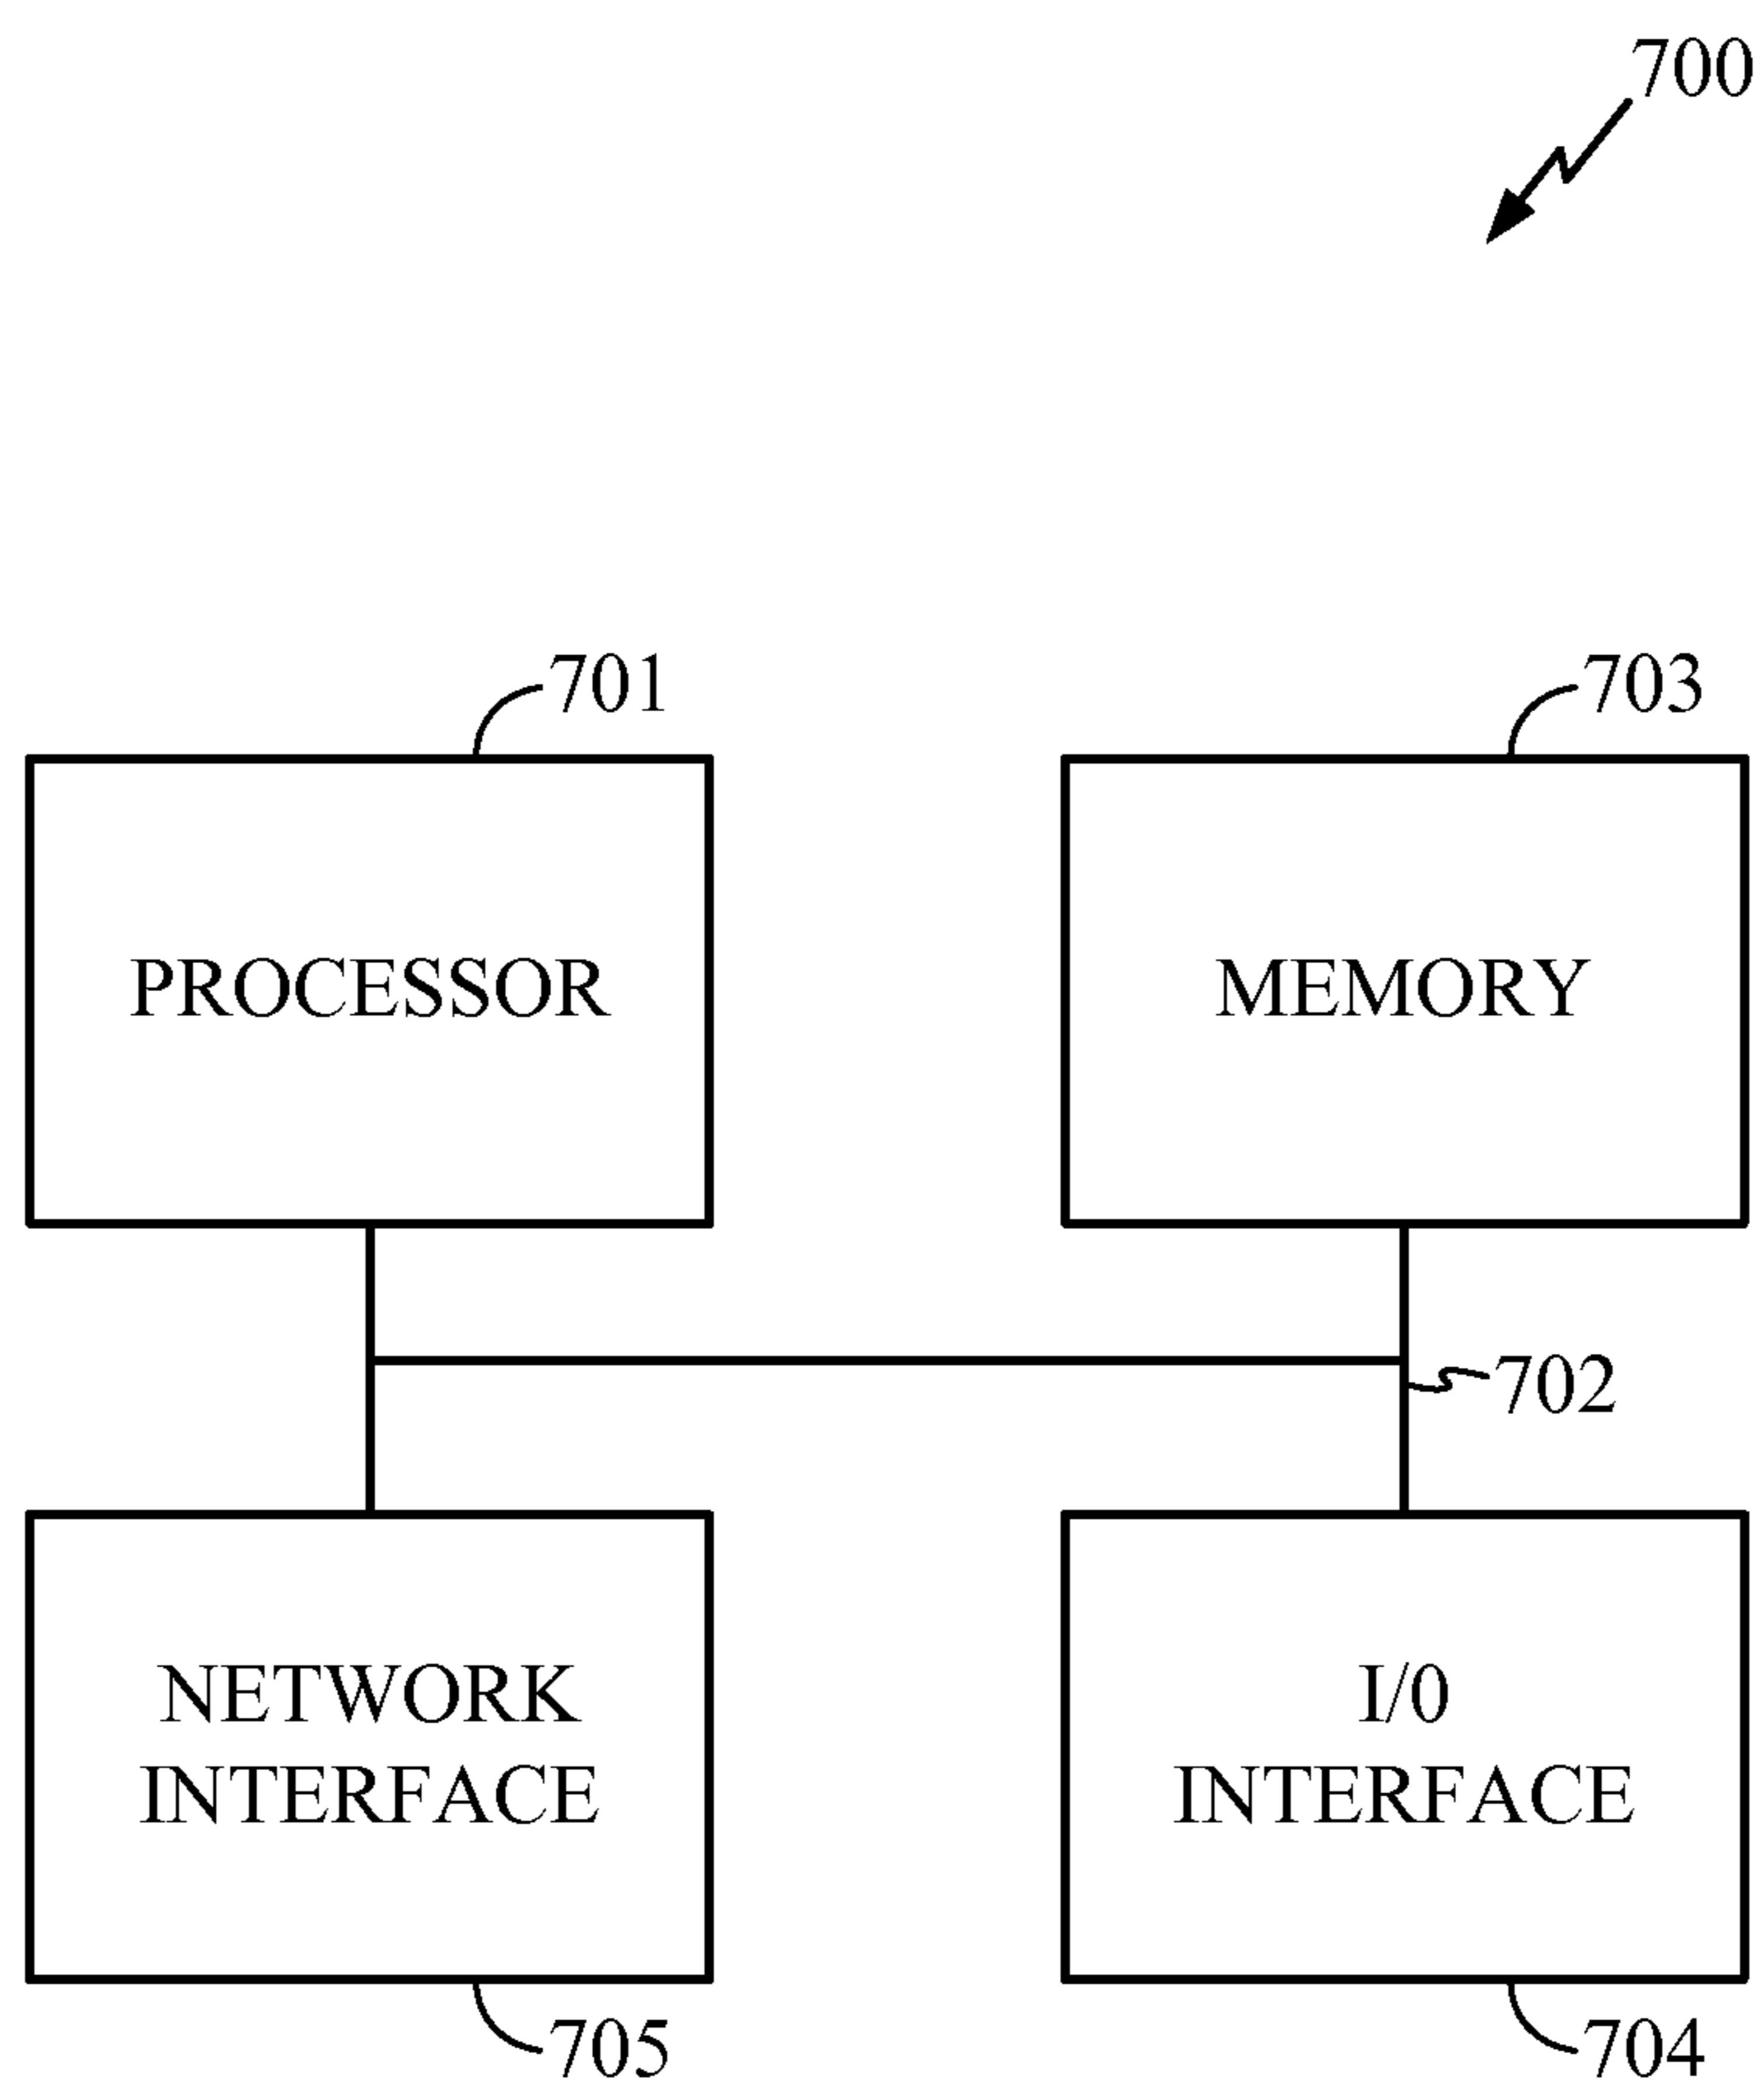 700
701
703
PROCESSOR
MEMORY
702
NETWORK
INTERFACE
I/0
INTERFACE
705
704